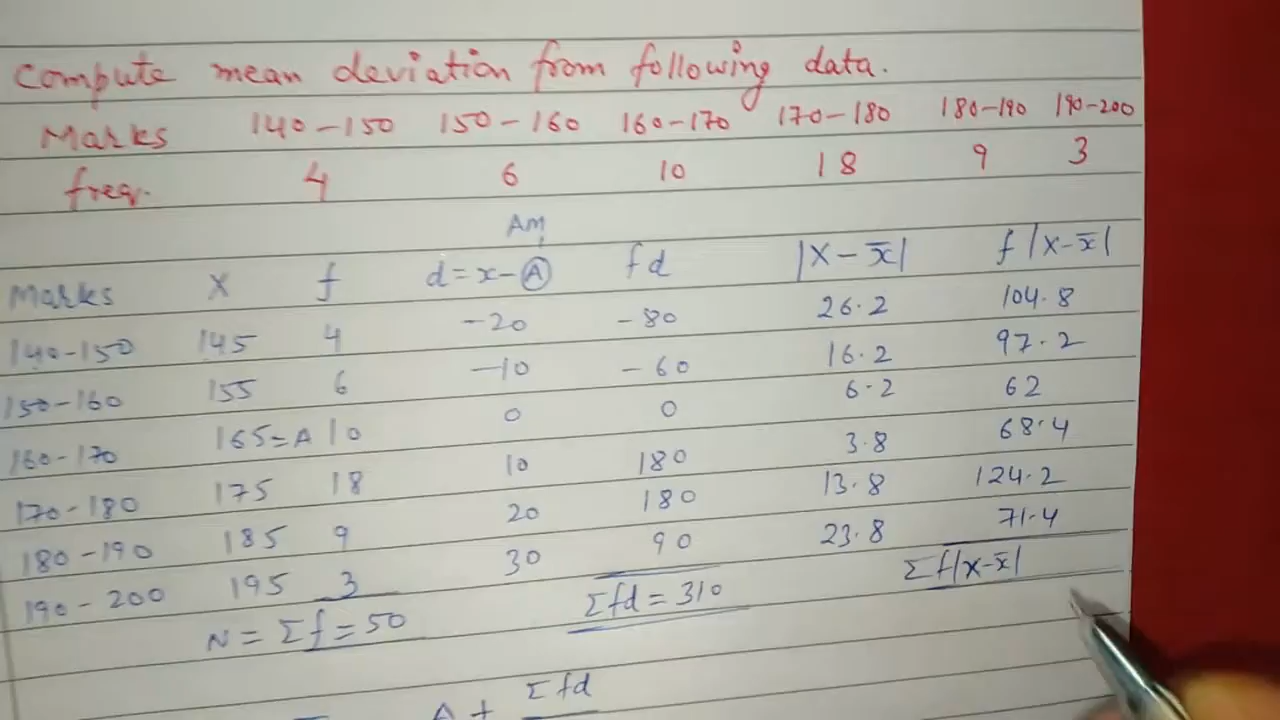 Compute mean deviation from following data.
Marks 140-150 150-160 160-170 170-180 180-190 190-200
freq. 4 6 10 18 9 3
Am
Marks X f d=x-A fd |X-x̄| f|X-x̄|
140-150 145 4 -20 -80 26.2 104.8
150-160 155 6 -10 -60 16.2 97.2
160-170 165=A 10 0 0 6.2 62
170-180 175 18 10 180 3.8 68.4
180-190 185 9 20 180 13.8 124.2
190-200 195 3 30 90 23.8 71.4
N = Σf=50 Σfd = 310 Σf|X-x̄|
A + Σfd